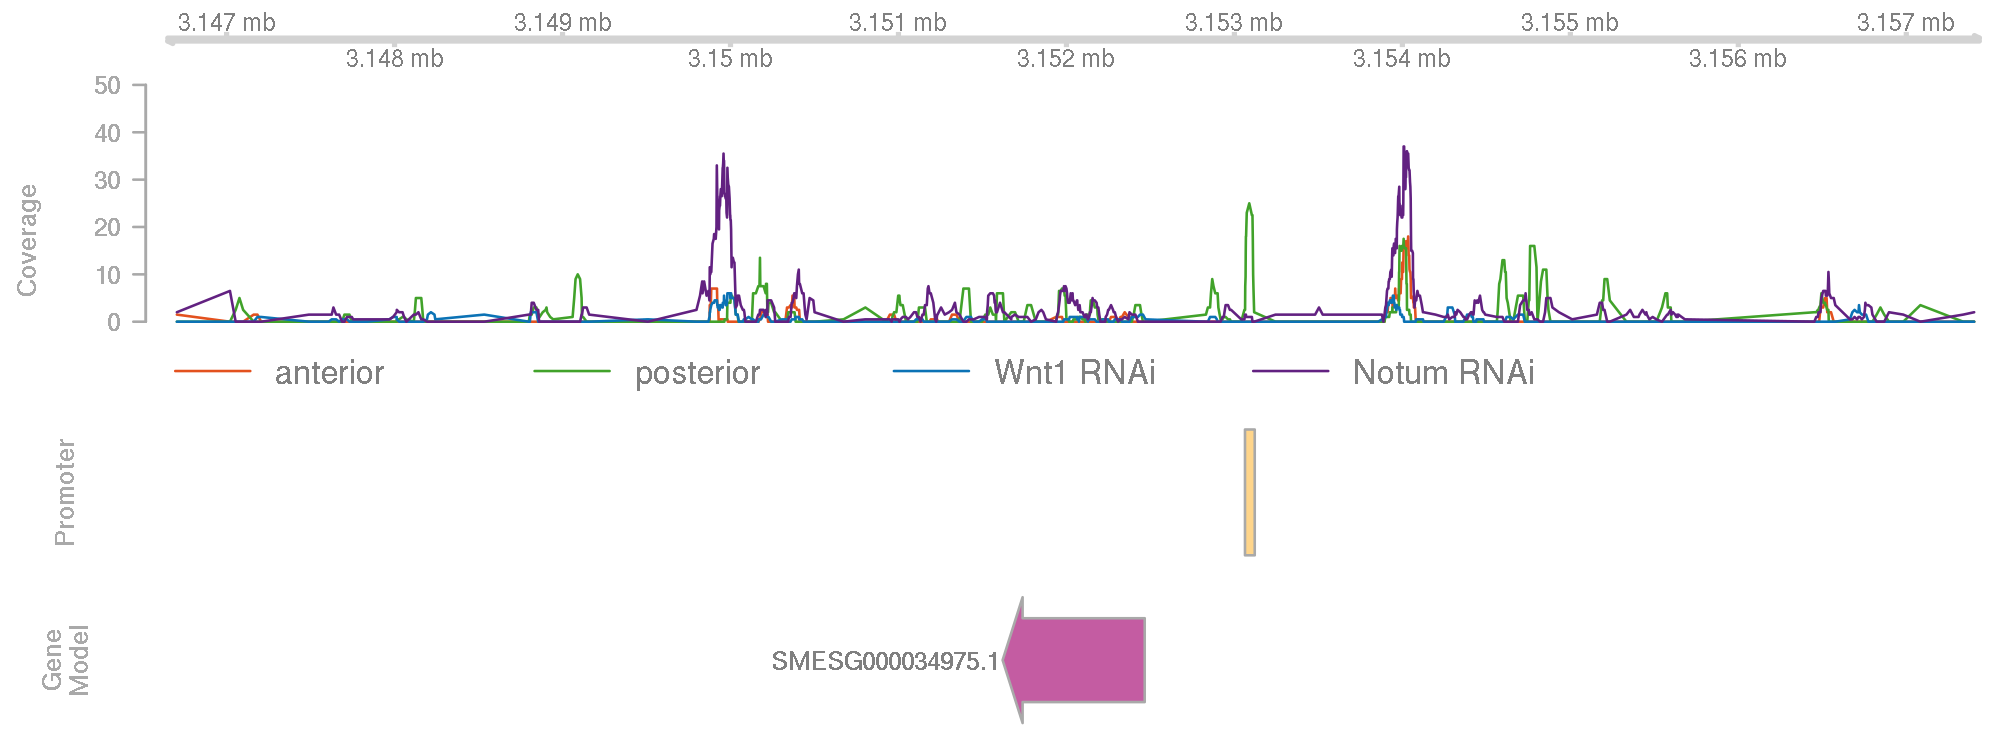 3.147 mb 3.149 mb 3.151 mb 3.153 mb 3.155 mb 3.157 mb
3.148 mb 3.15 mb 3.152 mb 3.154 mb 3.156 mb
50
40
30
20
10
0
Coverage
anterior posterior Wnt1 RNAi Notum RNAi
Promoter
Gene
Model
SMESG000034975.1